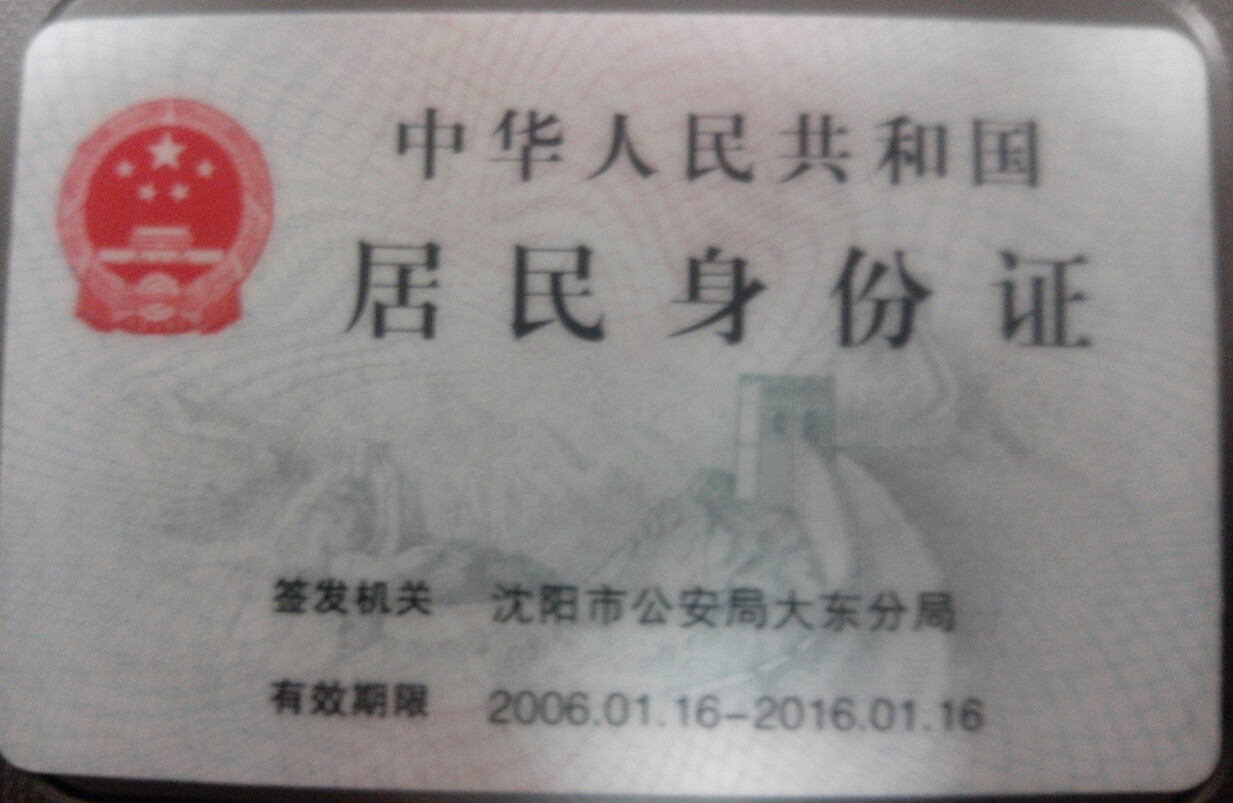 中华人民共和国
居民身份证
签发机关 沈阳市公安局大东分局
有效期限 2006.01.16-2016.01.16